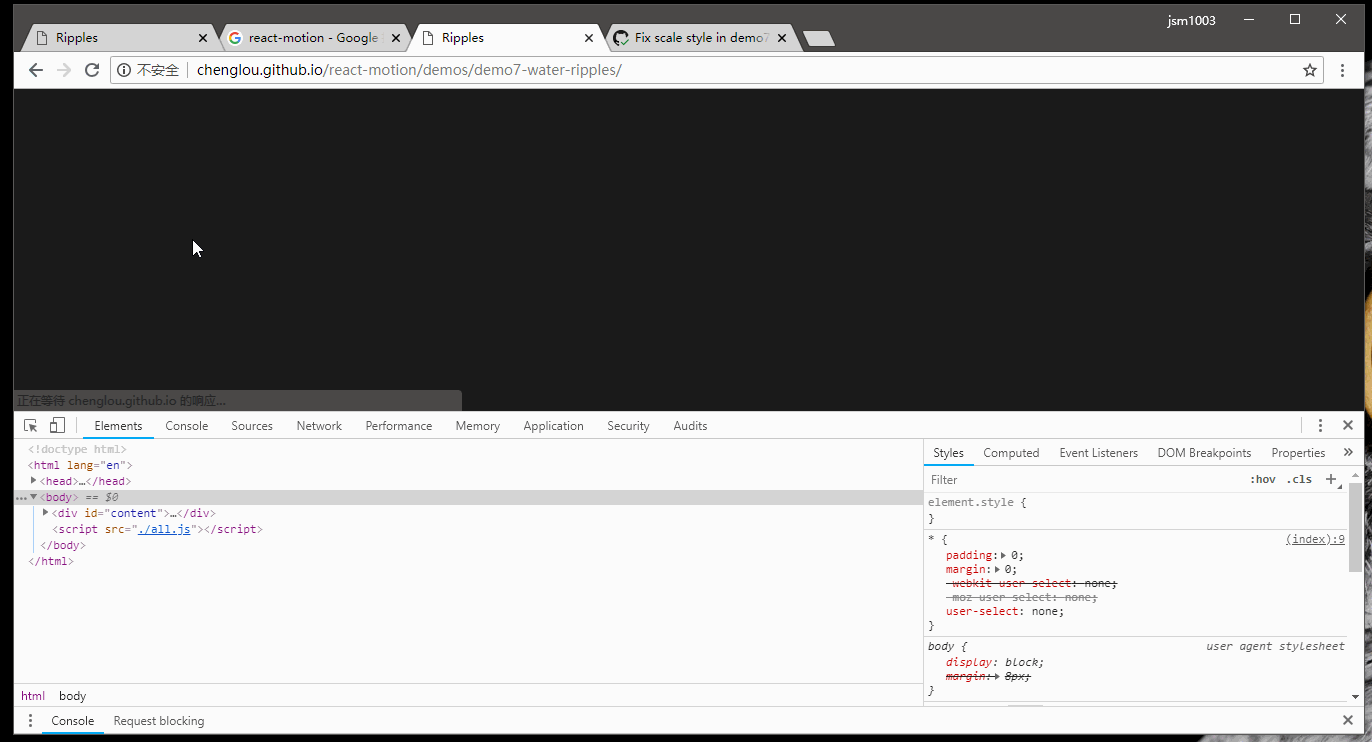 jsm1003
Ripples
react-motion - Google
Ripples
Fix scale style in demo7
不安全
chenglou.github.io/react-motion/demos/demo7-water-ripples/
正在等待 chenglou.github.io 的响应...
Elements Console Sources Network Performance Memory Application Security Audits
<!doctype html>
<html lang="en">
<head>…</head>
… <body> == $0
<div id="content">…</div>
<script src="./all.js"></script>
</body>
</html>
html body
Styles Computed Event Listeners DOM Breakpoints Properties »
Filter :hov .cls +
element.style {
}
* { (index):9
padding: 0;
margin: 0;
-webkit-user-select: none;
-moz-user-select: none;
user-select: none;
}
body { user agent stylesheet
display: block;
margin: 8px;
}
Console Request blocking